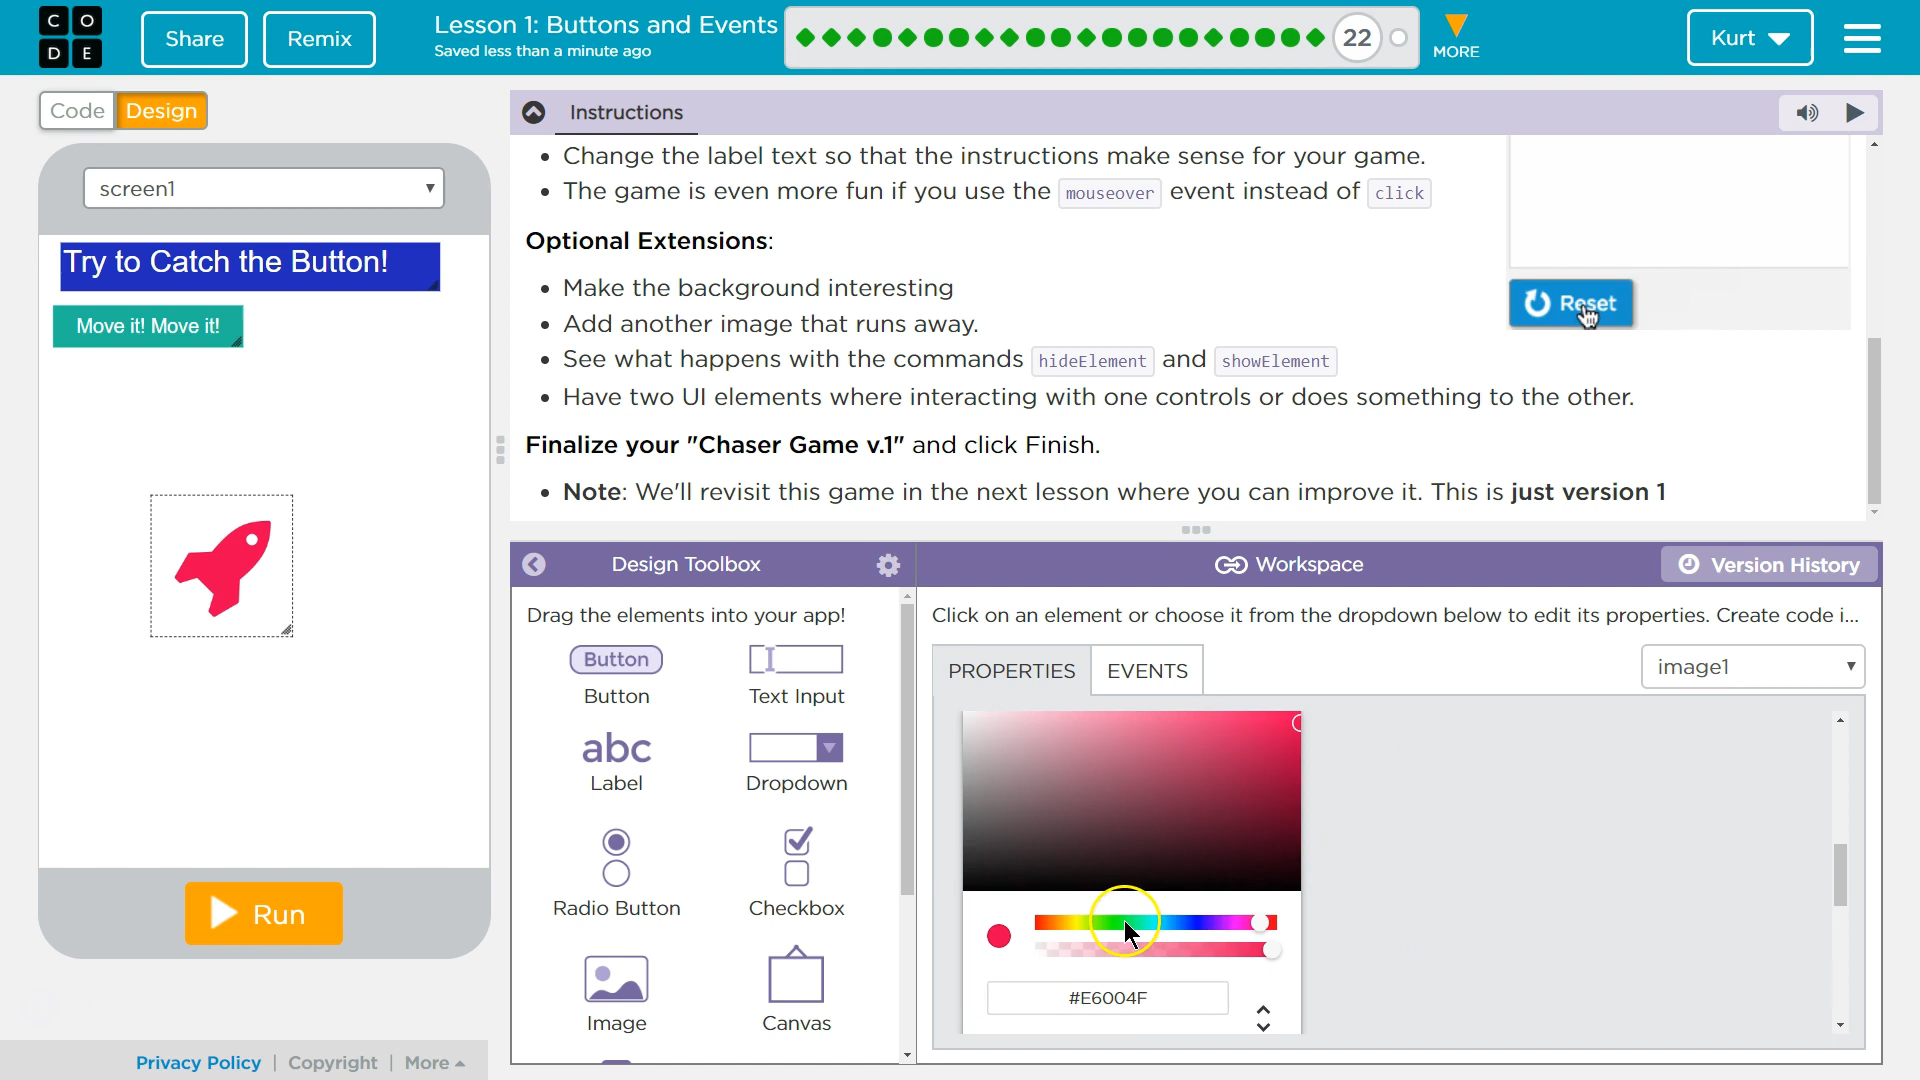 C O
D E
Share
Remix
Lesson 1: Buttons and Events
Saved less than a minute ago
22
MORE
Kurt
Code
Design
Instructions
screen1
Try to Catch the Button!
Move it! Move it!
Run
Change the label text so that the instructions make sense for your game.
The game is even more fun if you use the mouseover event instead of click
Optional Extensions:
Make the background interesting
Add another image that runs away.
See what happens with the commands hideElement and showElement
Have two UI elements where interacting with one controls or does something to the other.
Finalize your "Chaser Game v.1" and click Finish.
Note: We'll revisit this game in the next lesson where you can improve it. This is just version 1
Reset
Design Toolbox
Workspace
Version History
Drag the elements into your app!
Button
Button
Text Input
abc
Label
Dropdown
Radio Button
Checkbox
Image
Canvas
Click on an element or choose it from the dropdown below to edit its properties. Create code i...
PROPERTIES
EVENTS
image1
#E6004F
Privacy Policy | Copyright | More